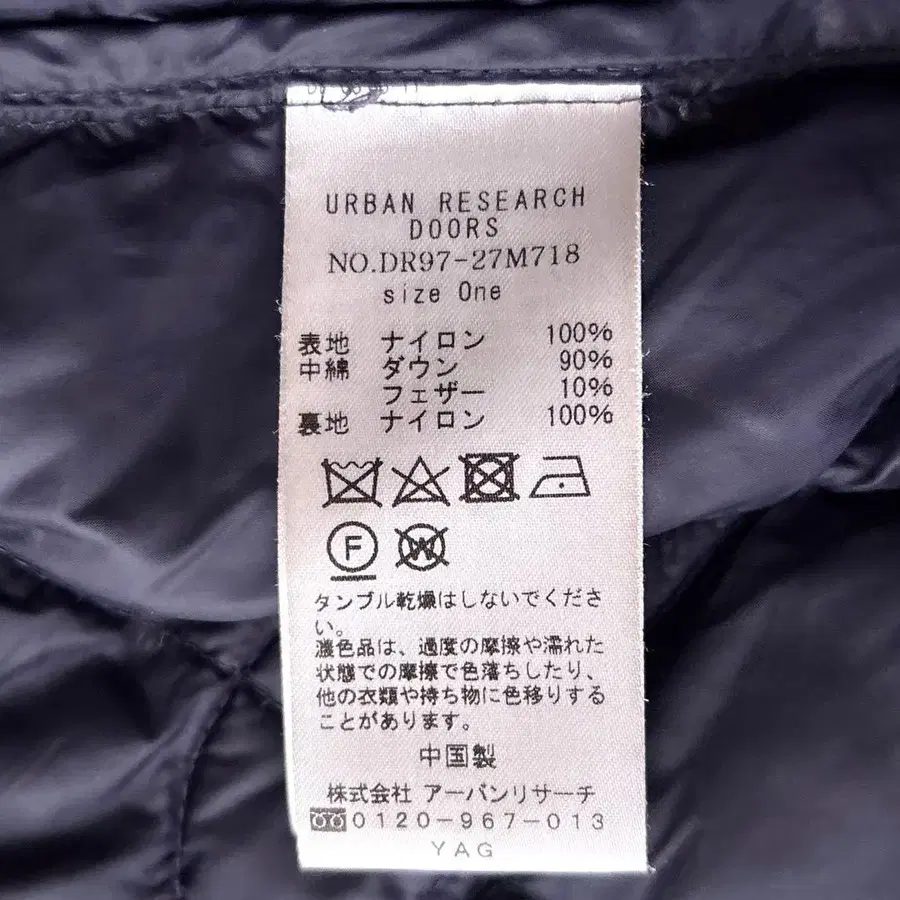 URBAN RESEARCH
DOORS
NO.DR97-27M718
size One
表地 ナイロン 100%
中綿 ダウン 90%
フェザー 10%
裏地 ナイロン 100%
F W
タンブル乾燥はしないでくださ
い。
濃色品は、過度の摩擦や濡れた
状態での摩擦で色落ちしたり、
他の衣類や持ち物に色移りする
ことがあります。
中国製
株式会社 アーバンリサーチ
0120-967-013
YAG